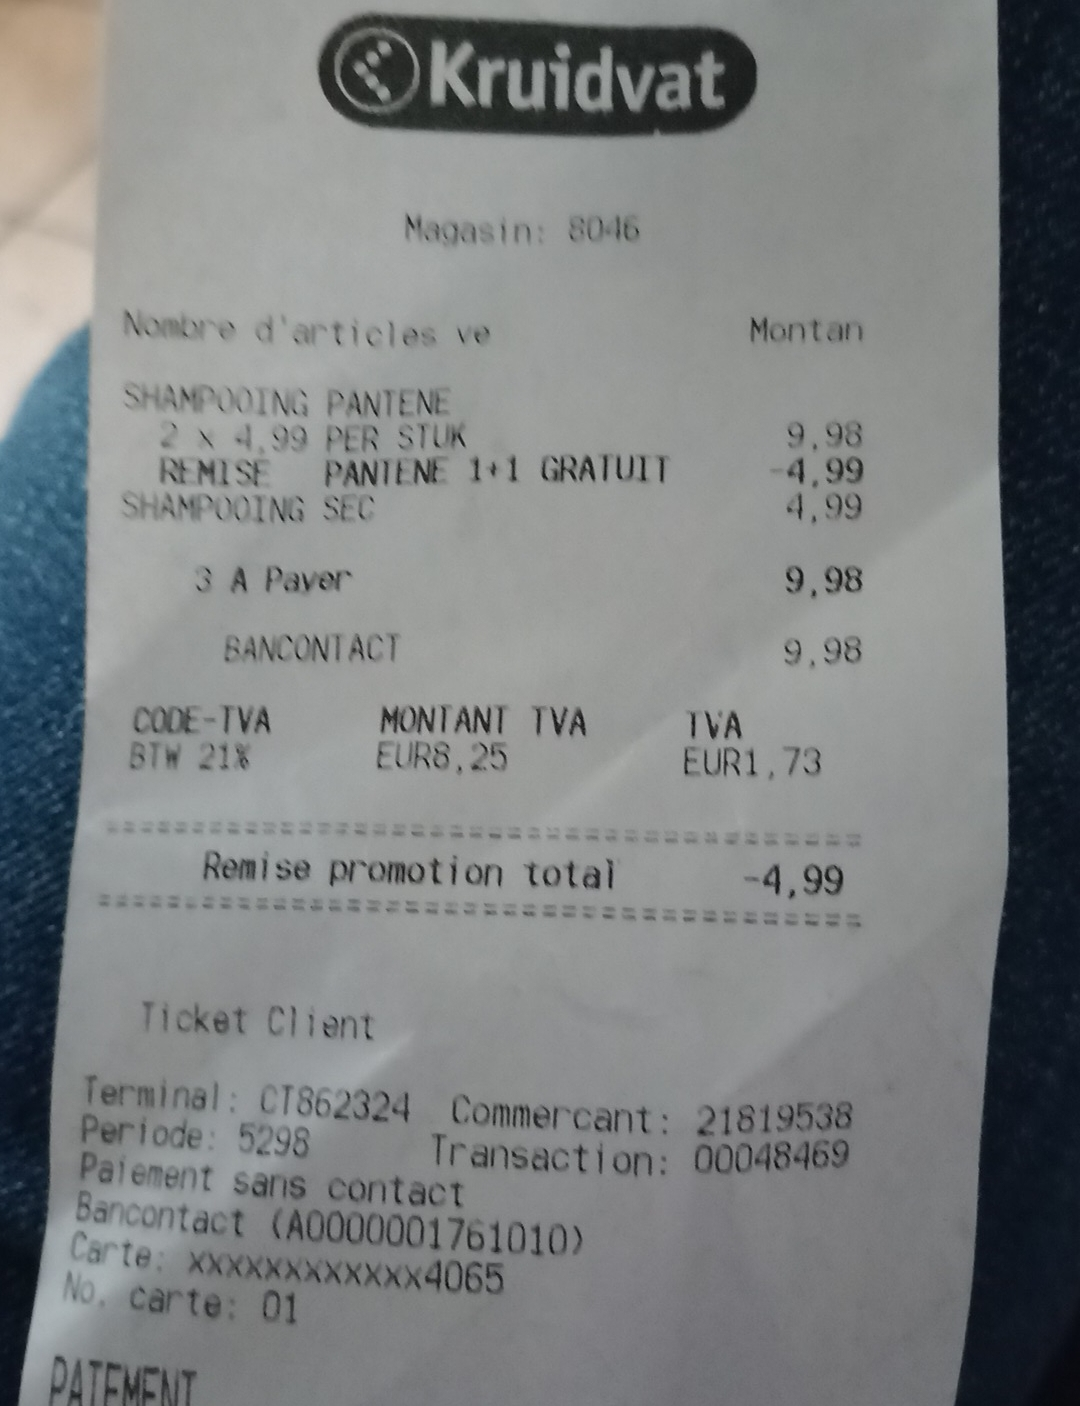 Kruidvat
Magasin: 8046
Nombre d'articles ve Montan
SHAMPOOING PANTENE
2 x 4,99 PER STUK 9,98
REMISE PANTENE 1+1 GRATUIT -4,99
SHAMPOOING SEC 4,99
3 A Payer 9,98
BANCONTACT 9,98
CODE-TVA MONTANT TVA TVA
BTW 21% EUR8,25 EUR1,73
Remise promotion total -4,99
Ticket Client
Terminal: CT862324 Commercant: 21819538
Periode: 5298 Transaction: 00048469
Paiement sans contact
Bancontact (A0000001761010)
Carte: xxxxxxxxxxxx4065
No. carte: 01
PAIEMENT